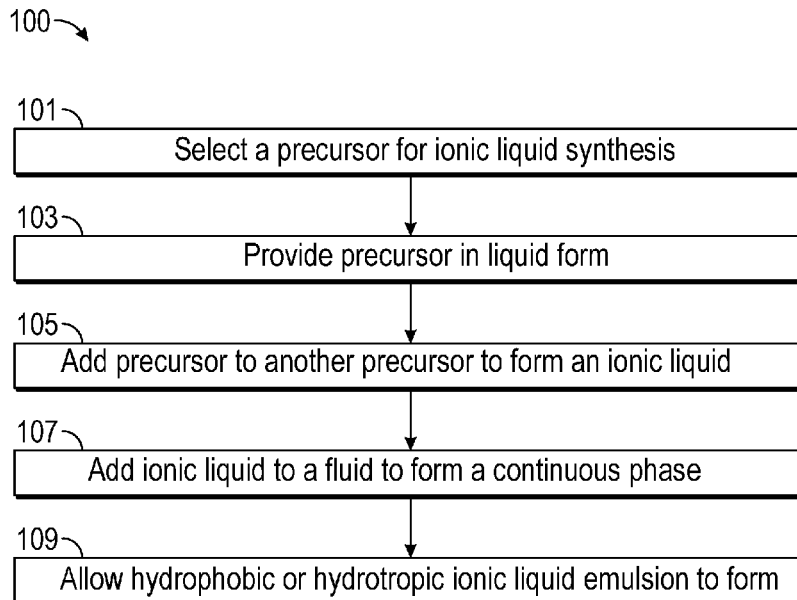 100
101
Select a precursor for ionic liquid synthesis
103
Provide precursor in liquid form
105
Add precursor to another precursor to form an ionic liquid
107
Add ionic liquid to a fluid to form a continuous phase
109
Allow hydrophobic or hydrotropic ionic liquid emulsion to form